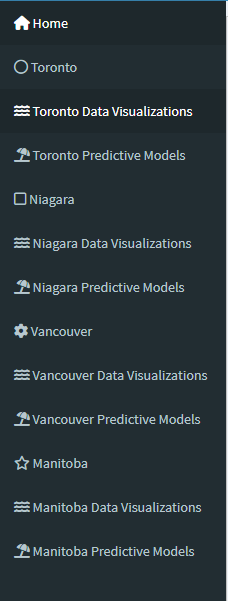 Home
Toronto
Toronto Data Visualizations
Toronto Predictive Models
Niagara
Niagara Data Visualizations
Niagara Predictive Models
Vancouver
Vancouver Data Visualizations
Vancouver Predictive Models
Manitoba
Manitoba Data Visualizations
Manitoba Predictive Models